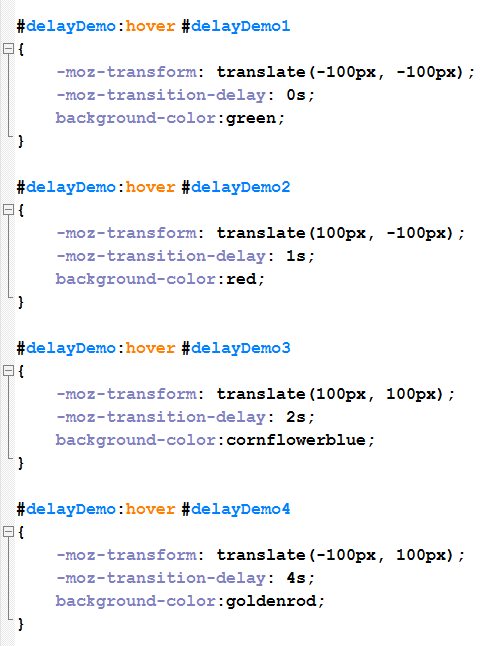 #delayDemo:hover #delayDemo1
{
    -moz-transform: translate(-100px, -100px);
    -moz-transition-delay: 0s;
    background-color:green;
}

#delayDemo:hover #delayDemo2
{
    -moz-transform: translate(100px, -100px);
    -moz-transition-delay: 1s;
    background-color:red;
}

#delayDemo:hover #delayDemo3
{
    -moz-transform: translate(100px, 100px);
    -moz-transition-delay: 2s;
    background-color:cornflowerblue;
}

#delayDemo:hover #delayDemo4
{
    -moz-transform: translate(-100px, 100px);
    -moz-transition-delay: 4s;
    background-color:goldenrod;
}